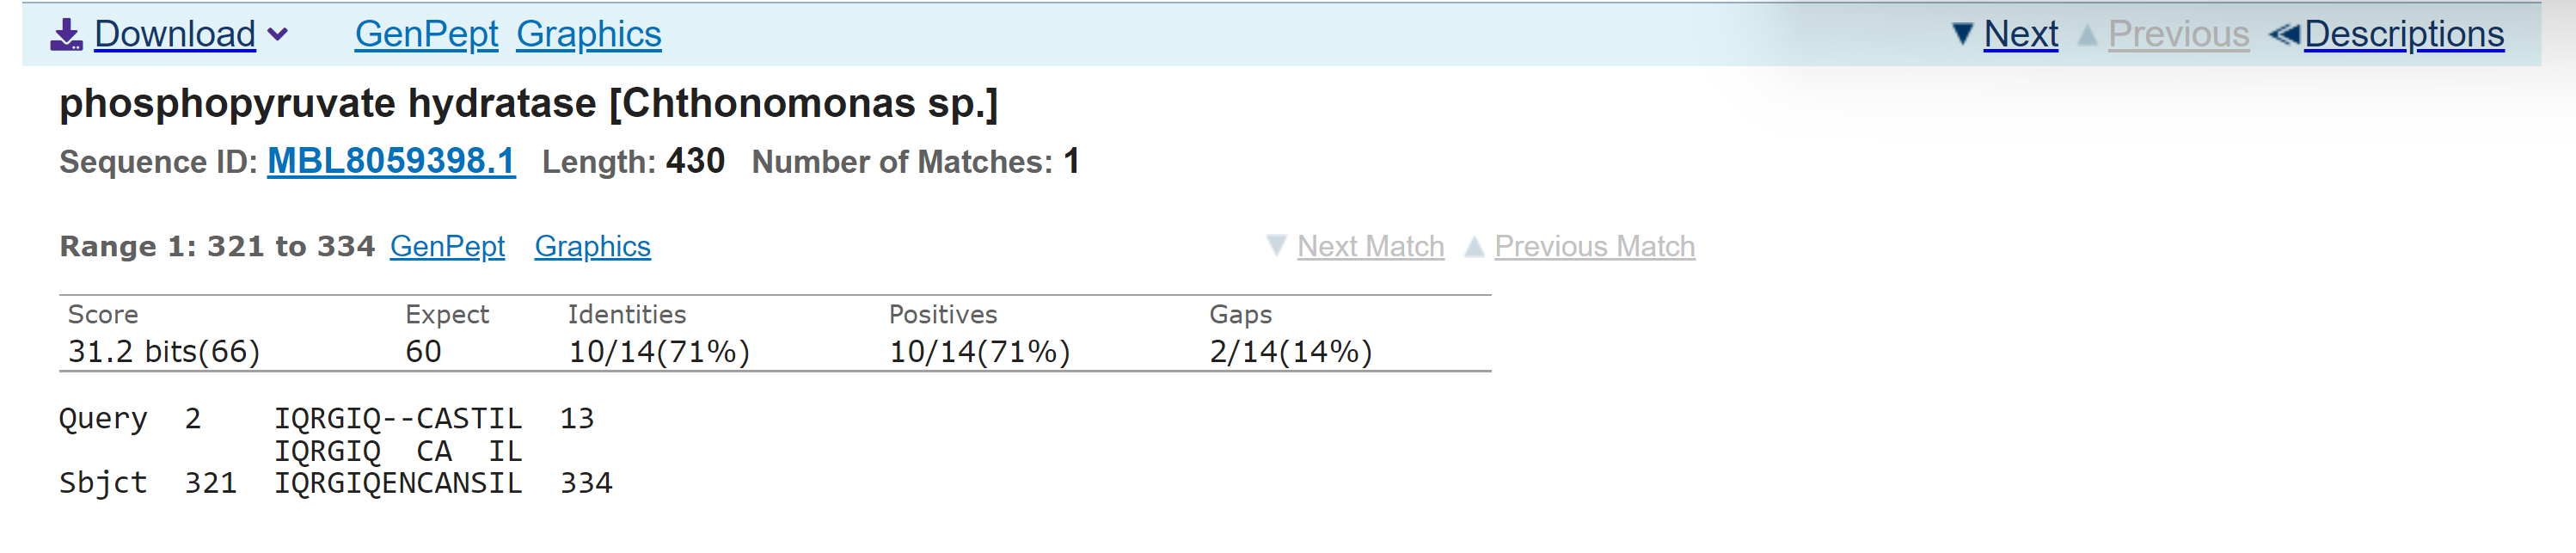 Download GenPept Graphics Next Previous Descriptions
phosphopyruvate hydratase [Chthonomonas sp.]
Sequence ID: MBL8059398.1 Length: 430 Number of Matches: 1
Range 1: 321 to 334 GenPept Graphics Next Match Previous Match
Score Expect Identities Positives Gaps
31.2 bits(66) 60 10/14(71%) 10/14(71%) 2/14(14%)
Query 2 IQRGIQ--CASTIL 13
IQRGIQ CA IL
Sbjct 321 IQRGIQENCANSIL 334